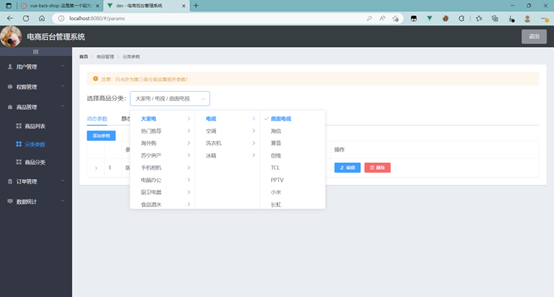 vue-back-shop: 这是第一个起
dev - 电商后台管理系统
localhost:8080/#/params
电商后台管理系统
退出
用户管理
权限管理
商品管理
商品列表
分类参数
商品分类
订单管理
数据统计
首页 > 商品管理 > 分类参数
注意：只允许为第三级分类设置相关参数！
选择商品分类：
大家电 / 电视 / 曲面电视
动态参数
添加参数
操作
1
编辑
删除
大家电
热门推荐
海外购
苏宁房产
手机相机
电脑办公
厨卫电器
食品酒水
电视
空调
洗衣机
冰箱
曲面电视
海信
夏普
创维
TCL
PPTV
小米
长虹